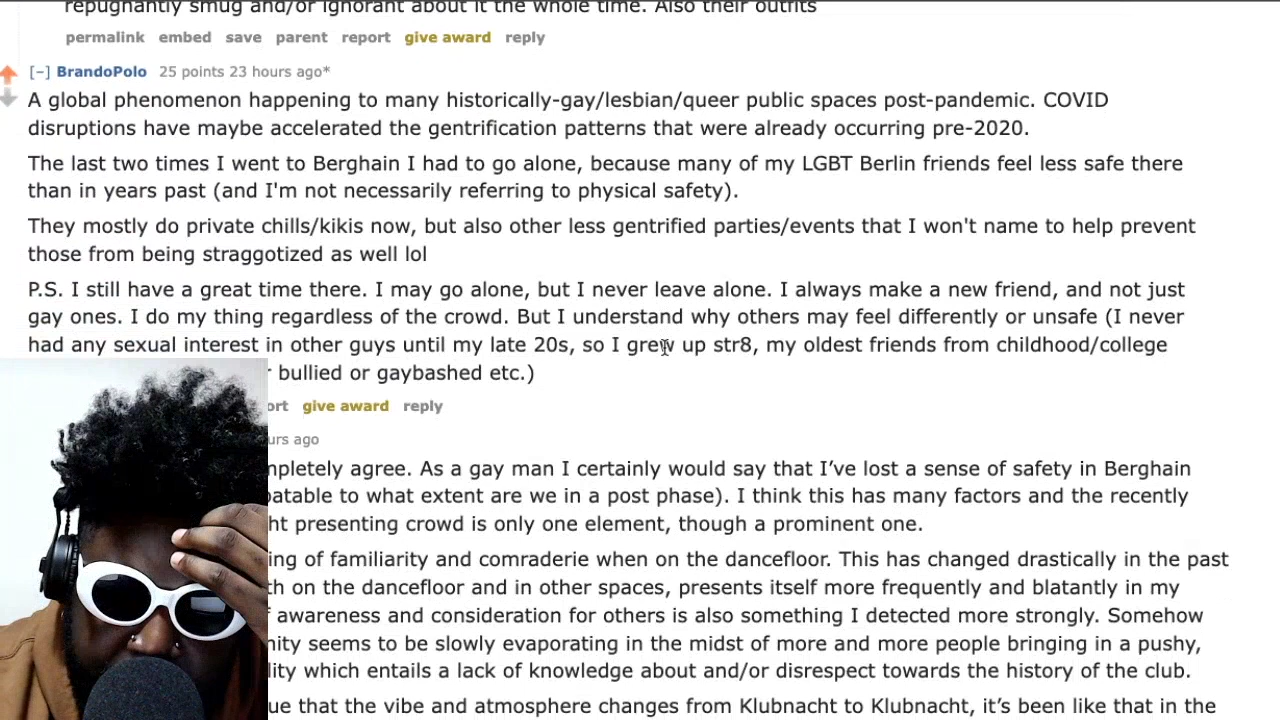 repugnantly smug and/or ignorant about it the whole time. Also their outfits
permalink embed save parent report give award reply
[–] BrandoPolo 25 points 23 hours ago*
A global phenomenon happening to many historically-gay/lesbian/queer public spaces post-pandemic. COVID
disruptions have maybe accelerated the gentrification patterns that were already occurring pre-2020.
The last two times I went to Berghain I had to go alone, because many of my LGBT Berlin friends feel less safe there
than in years past (and I'm not necessarily referring to physical safety).
They mostly do private chills/kikis now, but also other less gentrified parties/events that I won't name to help prevent
those from being straggotized as well lol
P.S. I still have a great time there. I may go alone, but I never leave alone. I always make a new friend, and not just
gay ones. I do my thing regardless of the crowd. But I understand why others may feel differently or unsafe (I never
had any sexual interest in other guys until my late 20s, so I grew up str8, my oldest friends from childhood/college
bullied or gaybashed etc.)
ort give award reply
urs ago
mpletely agree. As a gay man I certainly would say that I’ve lost a sense of safety in Berghain
batable to what extent are we in a post phase). I think this has many factors and the recently
ht presenting crowd is only one element, though a prominent one.
ing of familiarity and comraderie when on the dancefloor. This has changed drastically in the past
th on the dancefloor and in other spaces, presents itself more frequently and blatantly in my
awareness and consideration for others is also something I detected more strongly. Somehow
nity seems to be slowly evaporating in the midst of more and more people bringing in a pushy,
lity which entails a lack of knowledge about and/or disrespect towards the history of the club.
ue that the vibe and atmosphere changes from Klubnacht to Klubnacht, it’s been like that in the